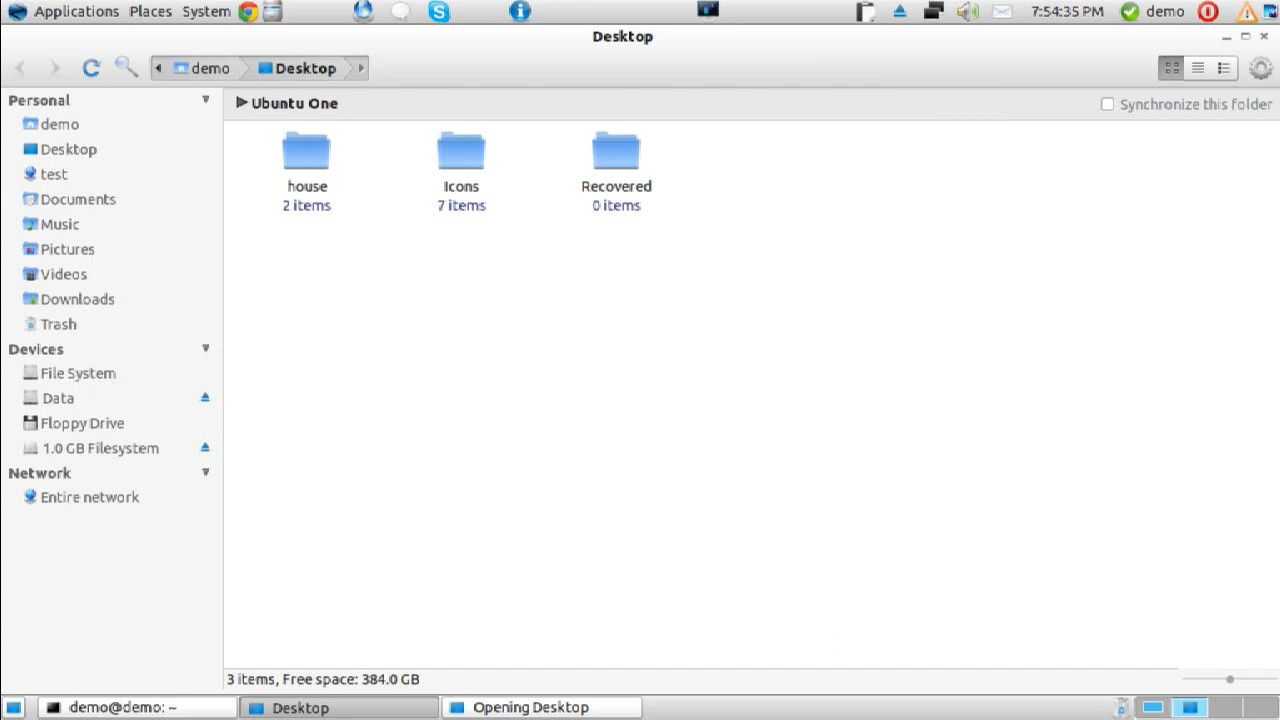 Applications Places System 7:54:35 PM demo
Desktop
demo Desktop
Personal
demo
Desktop
test
Documents
Music
Pictures
Videos
Downloads
Trash
Devices
File System
Data
Floppy Drive
1.0 GB Filesystem
Network
Entire network
Ubuntu One Synchronize this folder
house Icons Recovered
2 items 7 items 0 items
3 items, Free space: 384.0 GB
demo@demo: ~ Desktop Opening Desktop